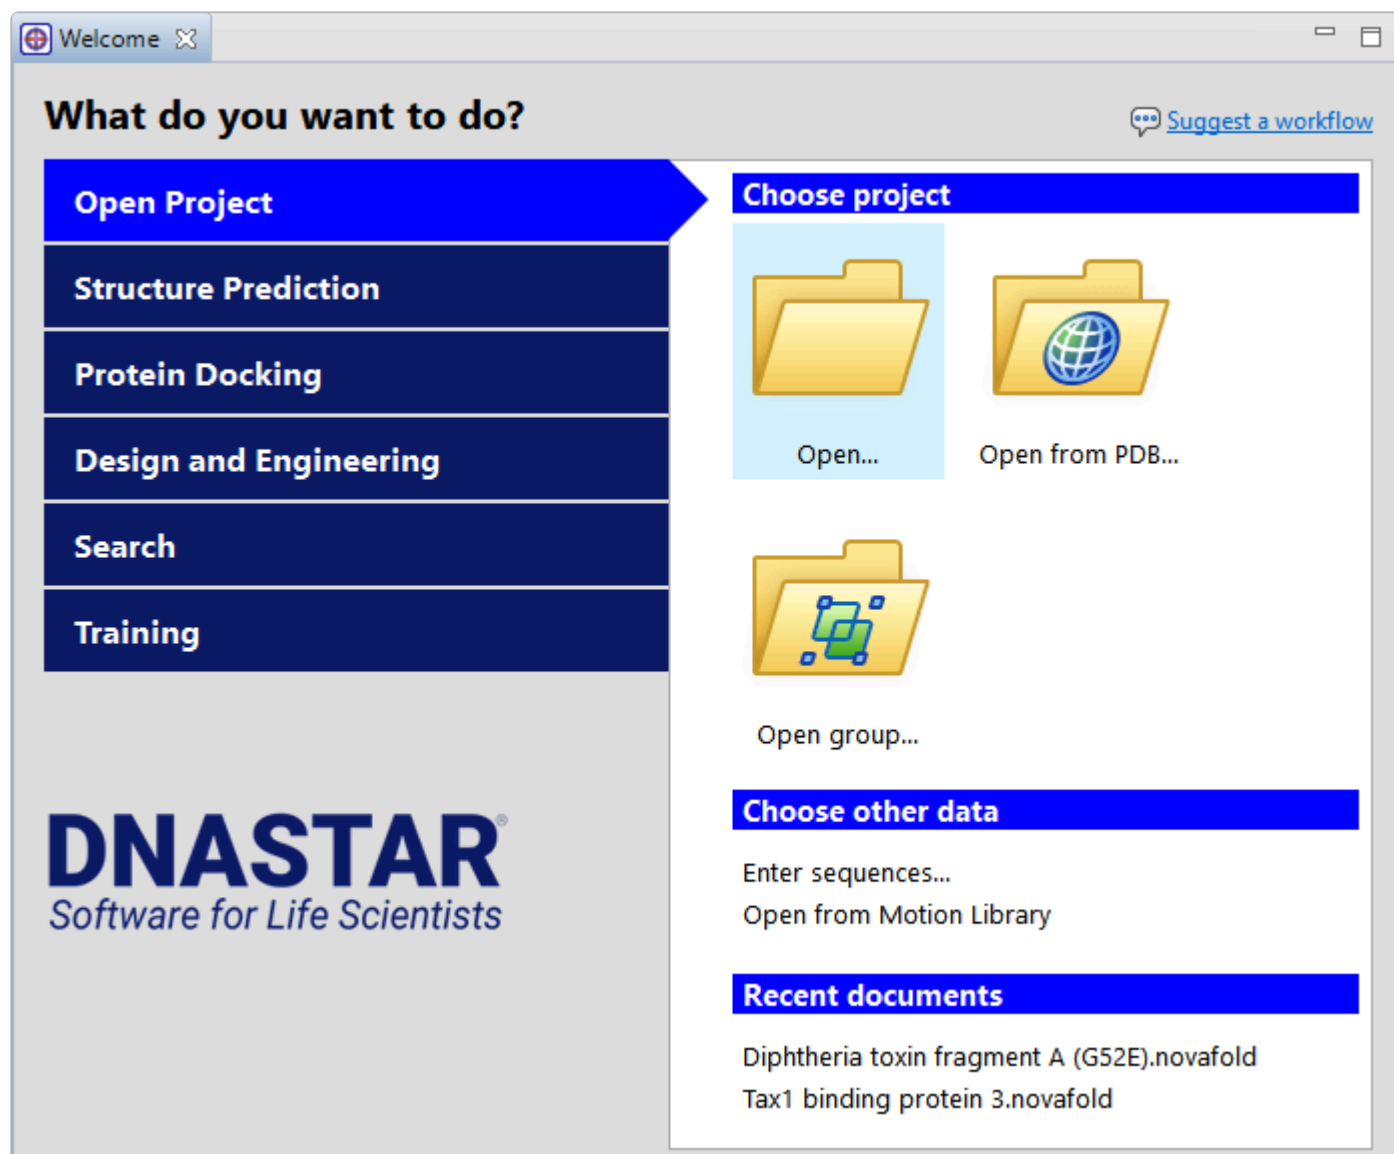 Welcome
What do you want to do?
Suggest a workflow
Open Project
Structure Prediction
Protein Docking
Design and Engineering
Search
Training
DNASTAR®
Software for Life Scientists
Choose project
Open...
Open from PDB...
Open group...
Choose other data
Enter sequences...
Open from Motion Library
Recent documents
Diphtheria toxin fragment A (G52E).novafold
Tax1 binding protein 3.novafold